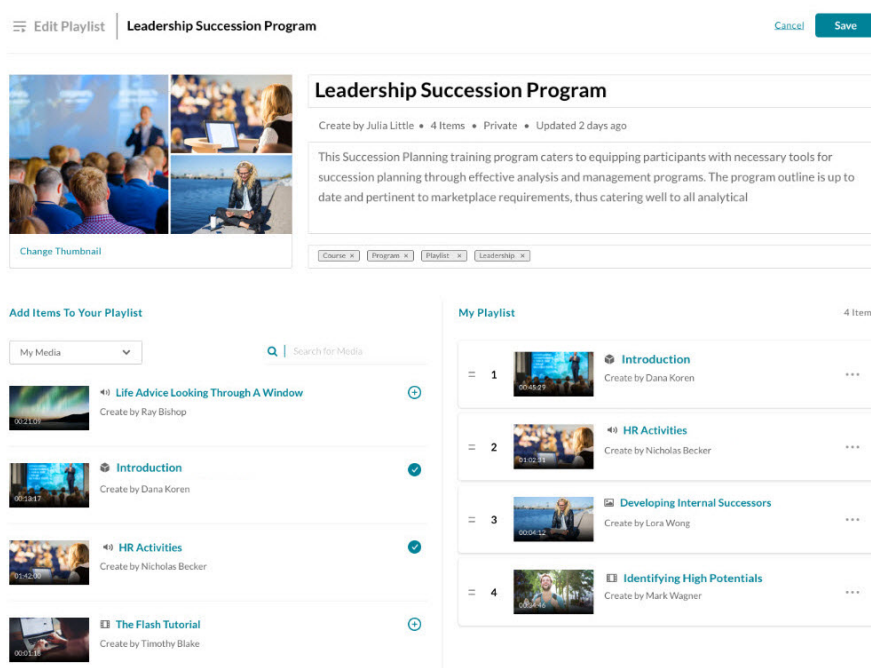 Edit Playlist
Leadership Succession Program
Cancel
Save
Leadership Succession Program
Create by Julia Little • 4 Items • Private • Updated 2 days ago
This Succession Planning training program caters to equipping participants with necessary tools for
succession planning through effective analysis and management programs. The program outline is up to
date and pertinent to marketplace requirements, thus catering well to all analytical
Change Thumbnail
Course × Program × Playlist × Leadership ×
Add Items To Your Playlist
My Media
Search for Media
00:21:09
Life Advice Looking Through A Window
Create by Ray Bishop
00:13:17
Introduction
Create by Dana Koren
01:42:00
HR Activities
Create by Nicholas Becker
00:01:18
The Flash Tutorial
Create by Timothy Blake
My Playlist
4 Item
1
00:45:29
Introduction
Create by Dana Koren
2
01:02:31
HR Activities
Create by Nicholas Becker
3
00:04:12
Developing Internal Successors
Create by Lora Wong
4
Identifying High Potentials
Create by Mark Wagner